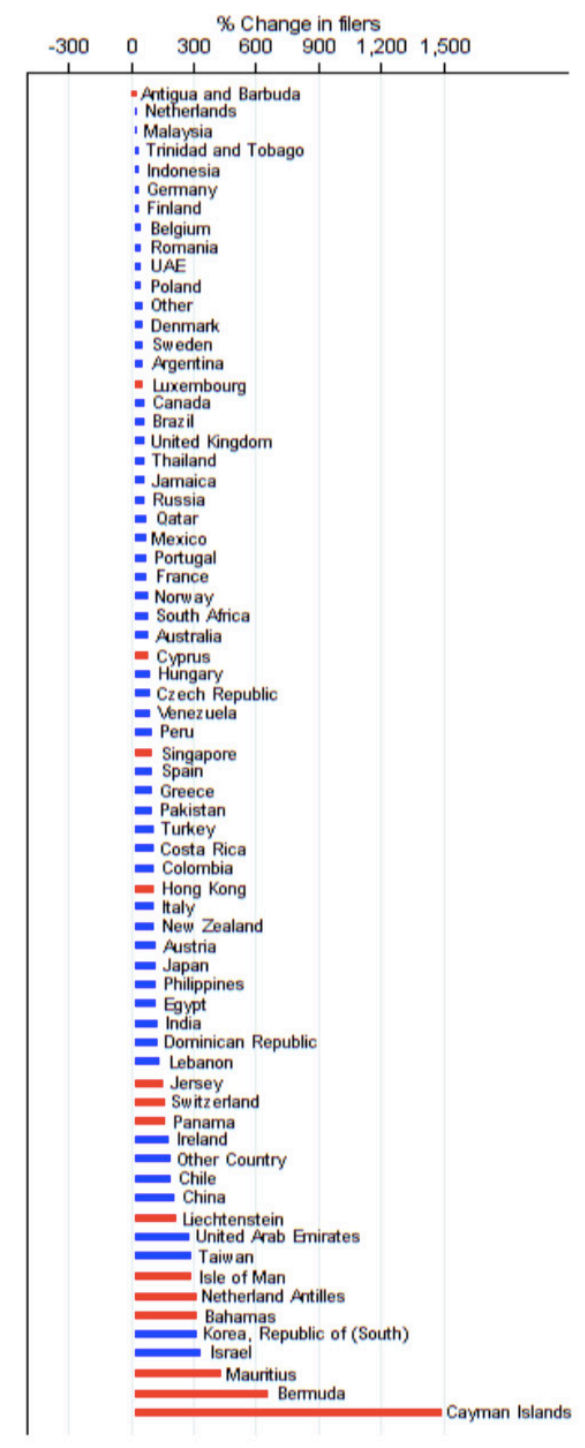 % Change in filers
-300 0 300 600 900 1,200 1,500
Antigua and Barbuda
Netherlands
Malaysia
Trinidad and Tobago
Indonesia
Germany
Finland
Belgium
Romania
UAE
Poland
Other
Denmark
Sweden
Argentina
Luxembourg
Canada
Brazil
United Kingdom
Thailand
Jamaica
Russia
Qatar
Mexico
Portugal
France
Norway
South Africa
Australia
Cyprus
Hungary
Czech Republic
Venezuela
Peru
Singapore
Spain
Greece
Pakistan
Turkey
Costa Rica
Colombia
Hong Kong
Italy
New Zealand
Austria
Japan
Philippines
Egypt
India
Dominican Republic
Lebanon
Jersey
Switzerland
Panama
Ireland
Other Country
Chile
China
Liechtenstein
United Arab Emirates
Taiwan
Isle of Man
Netherland Antilles
Bahamas
Korea, Republic of (South)
Israel
Mauritius
Bermuda
Cayman Islands